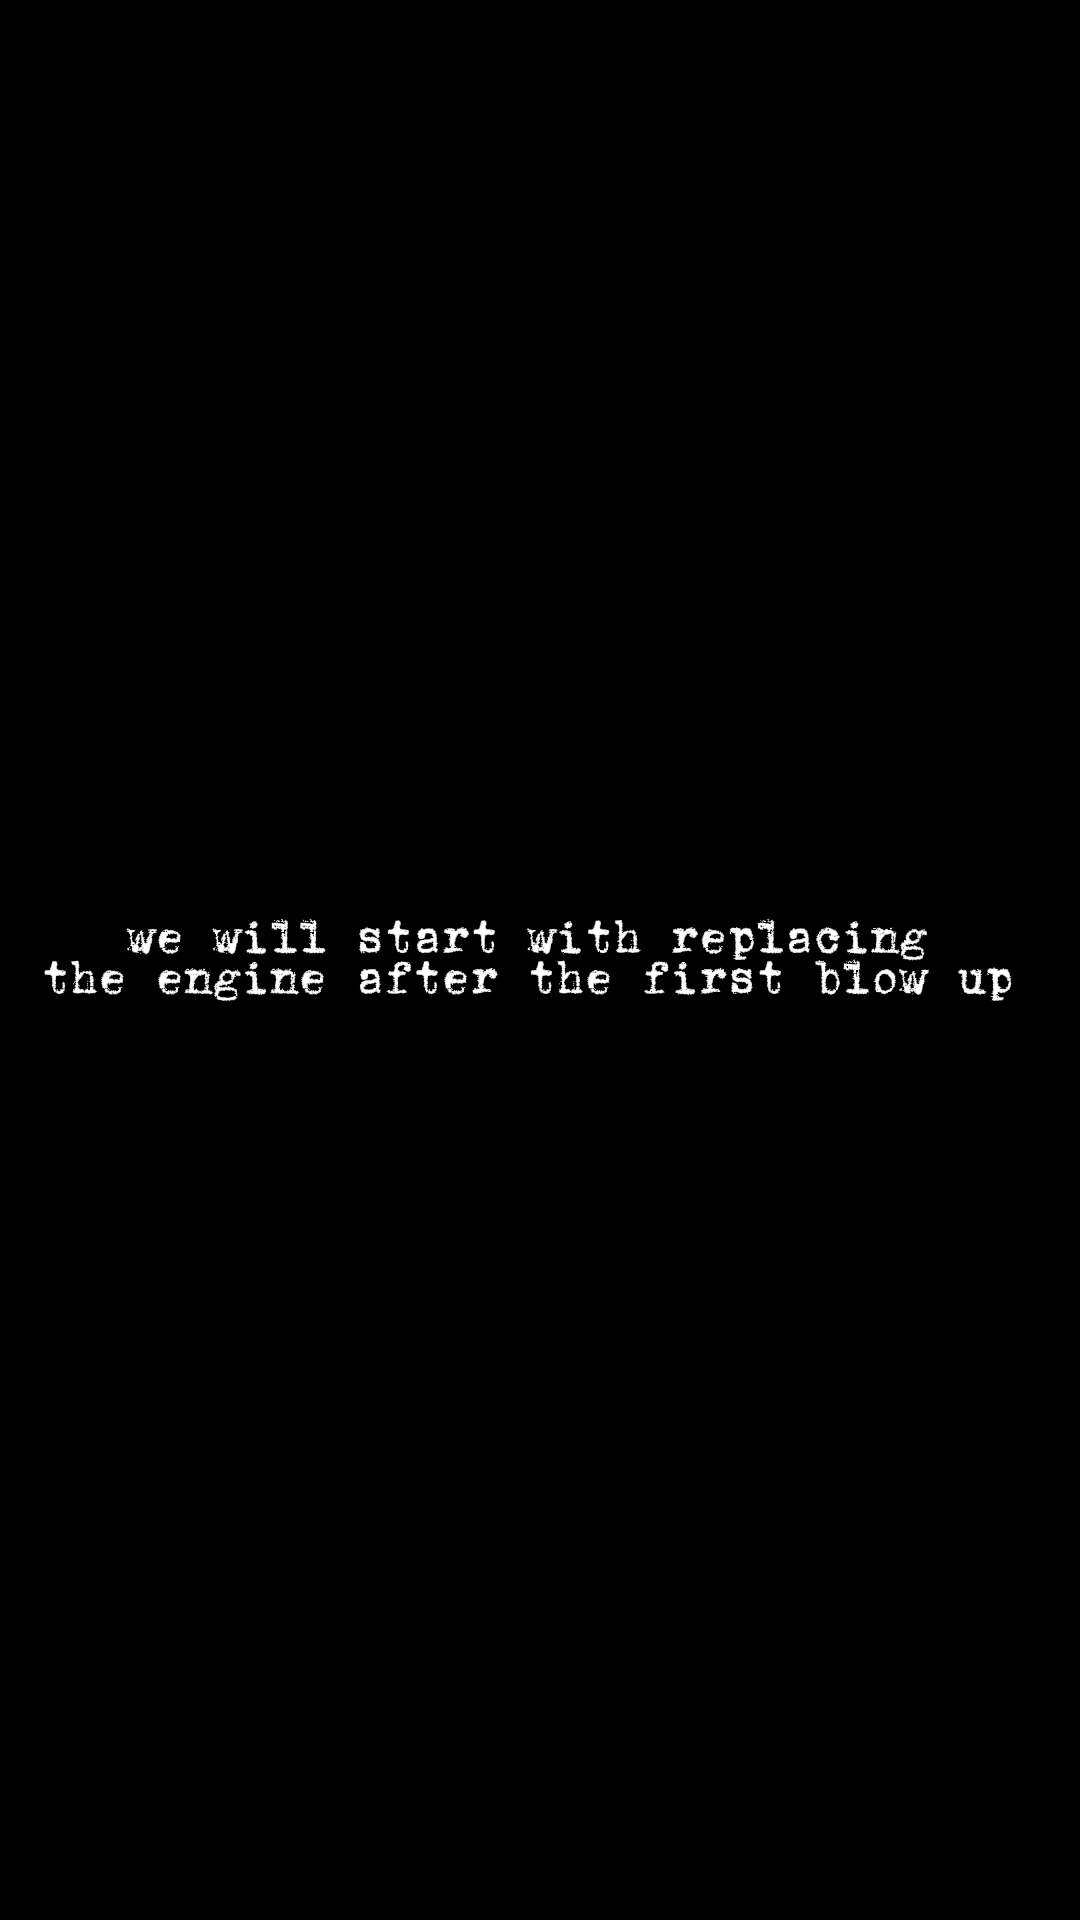 we will start with replacing
the engine after the first blow up